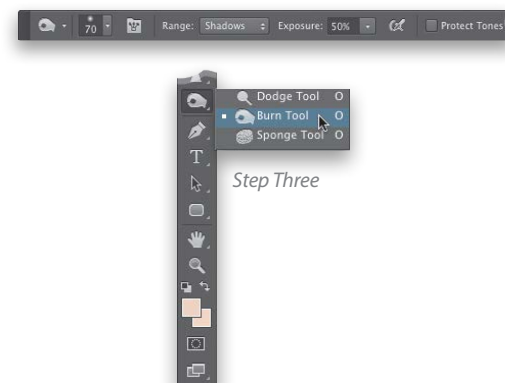 70 Range: Shadows Exposure: 50% Protect Tones
Dodge Tool O
Burn Tool O
Sponge Tool O
T
Step Three